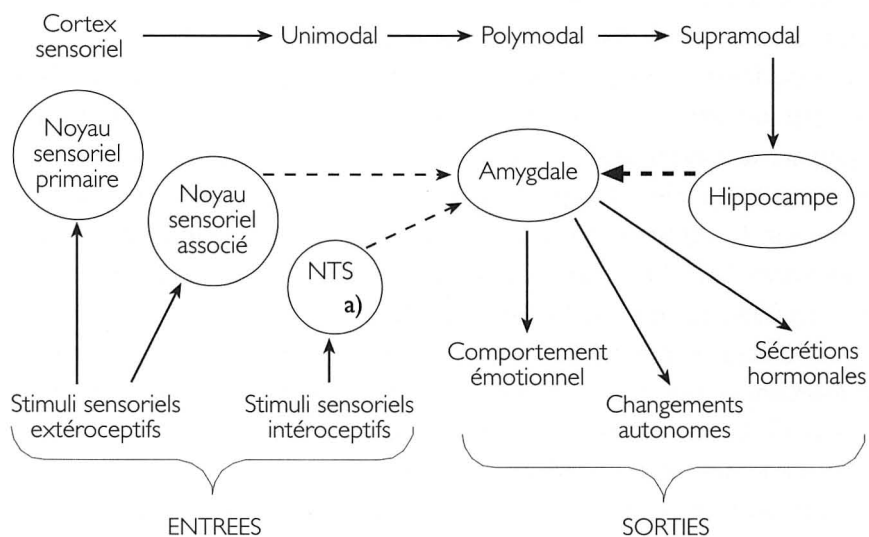 Cortex
sensoriel
Unimodal
Polymodal
Supramodal
Noyau
sensoriel
primaire
Noyau
sensoriel
associé
NTS
a)
Amygdale
Hippocampe
Comportement
émotionnel
Sécrétions
hormonales
Changements
autonomes
Stimuli sensoriels
extéroceptifs
Stimuli sensoriels
intéroceptifs
ENTREES
SORTIES